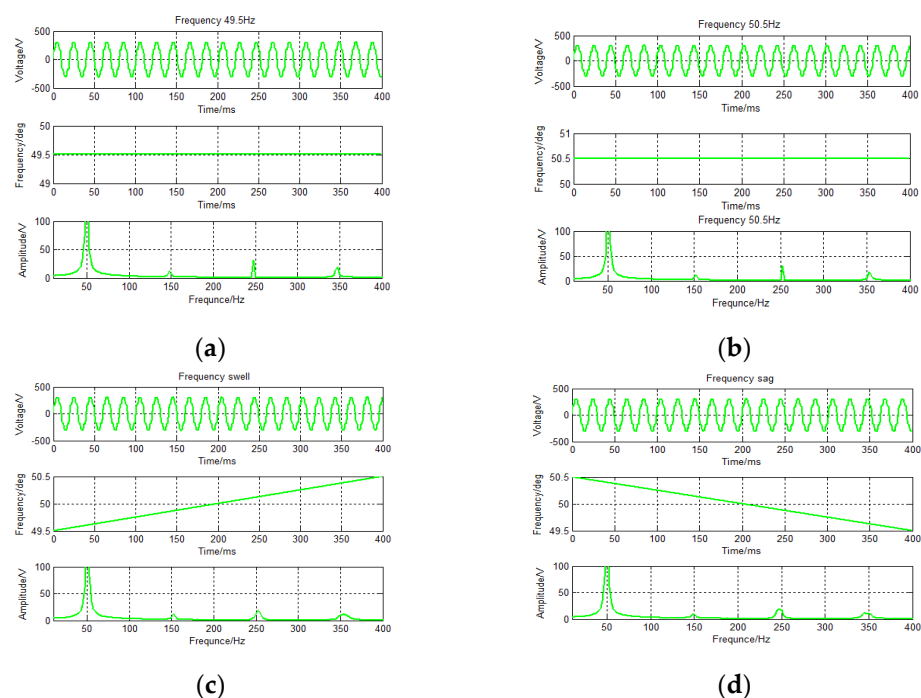 Frequency 49.5Hz
500
0
-500
Voltage/V
0 50 100 150 200 250 300 350 400
Time/ms
50
49.5
49
Frequency/deg
0 50 100 150 200 250 300 350 400
Time/ms
100
50
0
Amplitude/V
50 100 150 200 250 300 350 400
Frequnce/Hz
(a)
Frequency 50.5Hz
500
0
-500
Voltage/V
0 50 100 150 200 250 300 350 400
Time/ms
51
50.5
50
Frequency/deg
0 50 100 150 200 250 300 350 400
Time/ms
Frequency 50.5Hz
100
50
0
Amplitude/V
50 100 150 200 250 300 350 400
Frequnce/Hz
(b)
Frequency swell
500
0
-500
Voltage/V
0 50 100 150 200 250 300 350 400
Time/ms
50.5
50
49.5
Frequency/deg
0 50 100 150 200 250 300 350 400
Time/ms
100
50
0
Amplitude/V
50 100 150 200 250 300 350 400
Frequnce/Hz
(c)
Frequency sag
500
0
-500
Voltage/V
0 50 100 150 200 250 300 350 400
Time/ms
50.5
50
49.5
Frequency/deg
0 50 100 150 200 250 300 350 400
Time/ms
100
50
0
Amplitude/V
50 100 150 200 250 300 350 400
Frequnce/Hz
(d)